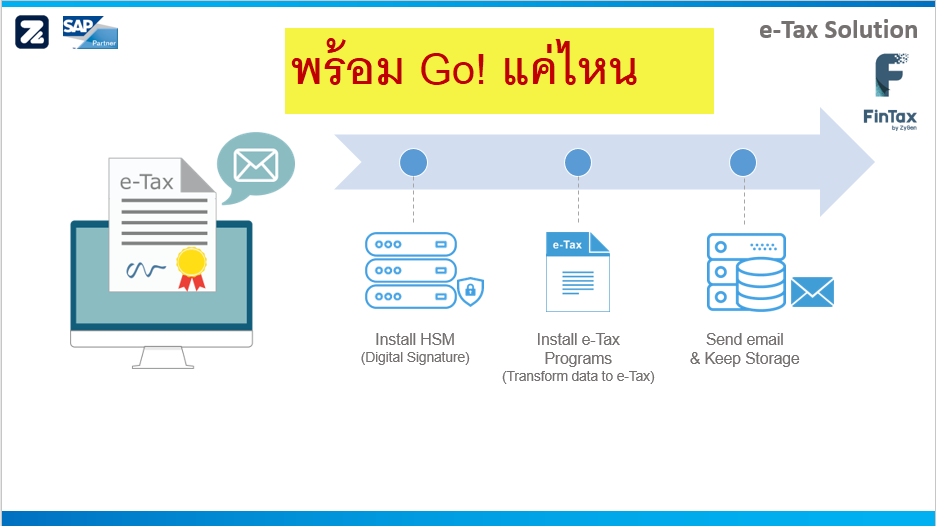 SAP
Partner
e-Tax Solution
พร้อม Go! แค่ไหน
FinTax
by ZyGen
e-Tax
e-Tax
Install HSM
(Digital Signature)
Install e-Tax
Programs
(Transform data to e-Tax)
Send email
& Keep Storage